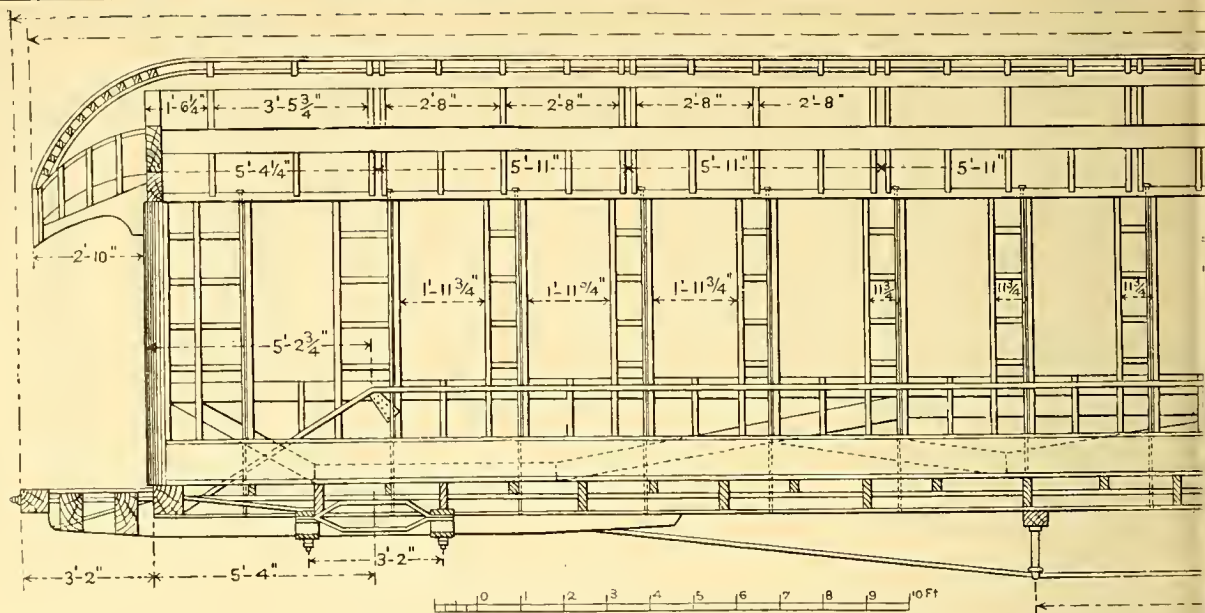 1'-6¼" 3'-5¾" 2'-8" 2'-8" 2'-8" 2'-8"
5'-4¼" 5'-11" 5'-11" 5'-11"
2'-10"
1'-11¾" 1'-11¾" 1'-11¾" 11¾" 11¾" 11¾"
5'-2¾"
3'-2" 5'-4" 3'-2"
0 1 2 3 4 5 6 7 8 9 10 Ft